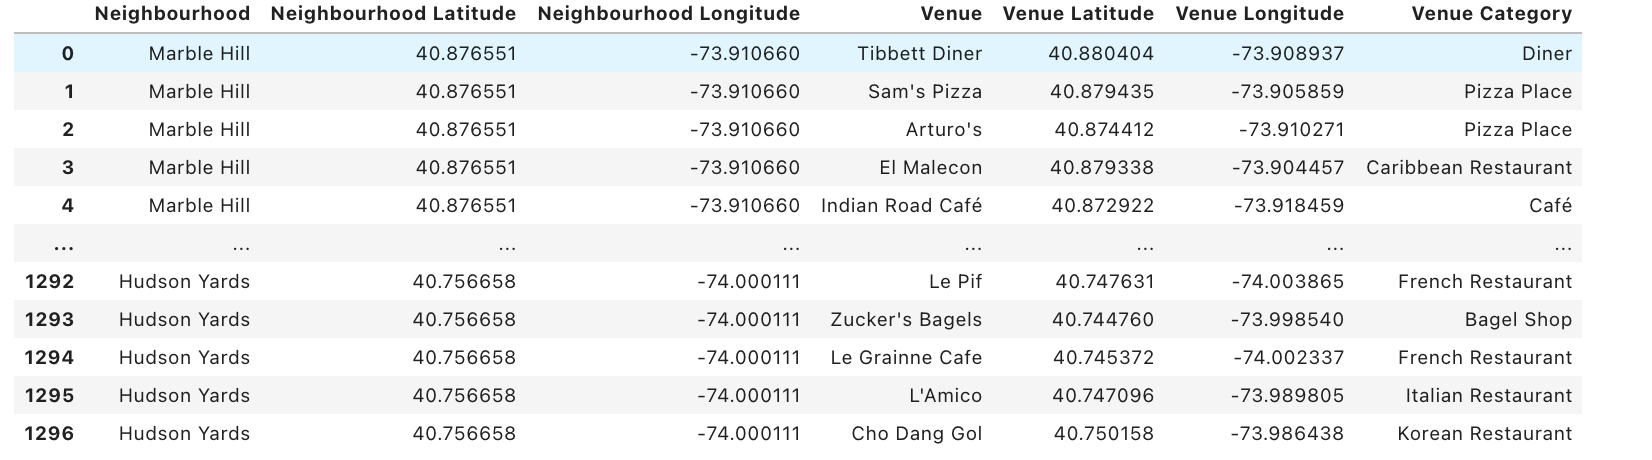 Neighbourhood Neighbourhood Latitude Neighbourhood Longitude Venue Venue Latitude Venue Longitude Venue Category
0 Marble Hill 40.876551 -73.910660 Tibbett Diner 40.880404 -73.908937 Diner
1 Marble Hill 40.876551 -73.910660 Sam's Pizza 40.879435 -73.905859 Pizza Place
2 Marble Hill 40.876551 -73.910660 Arturo's 40.874412 -73.910271 Pizza Place
3 Marble Hill 40.876551 -73.910660 El Malecon 40.879338 -73.904457 Caribbean Restaurant
4 Marble Hill 40.876551 -73.910660 Indian Road Café 40.872922 -73.918459 Café
... ... ... ... ... ... ... ...
1292 Hudson Yards 40.756658 -74.000111 Le Pif 40.747631 -74.003865 French Restaurant
1293 Hudson Yards 40.756658 -74.000111 Zucker's Bagels 40.744760 -73.998540 Bagel Shop
1294 Hudson Yards 40.756658 -74.000111 Le Grainne Cafe 40.745372 -74.002337 French Restaurant
1295 Hudson Yards 40.756658 -74.000111 L'Amico 40.747096 -73.989805 Italian Restaurant
1296 Hudson Yards 40.756658 -74.000111 Cho Dang Gol 40.750158 -73.986438 Korean Restaurant